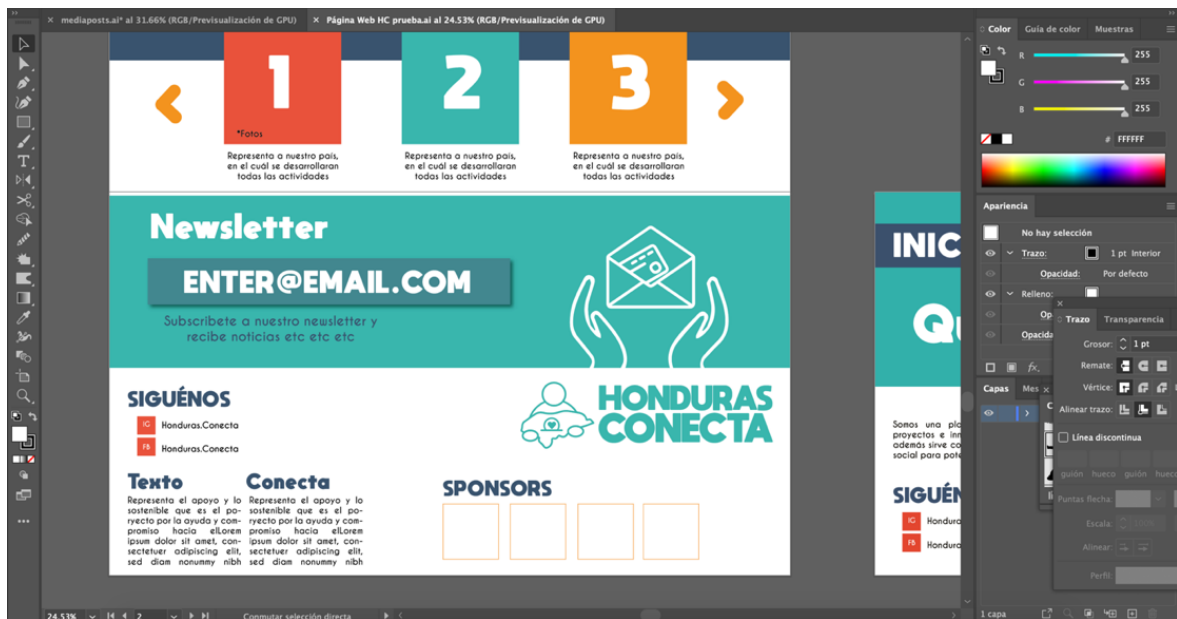 × mediaposts.ai* al 31.66% (RGB/Previsualización de GPU)
× Página Web HC prueba.ai al 24.53% (RGB/Previsualización de GPU)
1
*Fotos
Representa a nuestro país,
en el cuál se desarrollaran
todas las actividades
2
Representa a nuestro país,
en el cuál se desarrollaran
todas las actividades
3
Representa a nuestro país,
en el cuál se desarrollaran
todas las actividades
Newsletter
ENTER@EMAIL.COM
Subscribete a nuestro newsletter y
recibe noticias etc etc etc
SIGUÉNOS
IG Honduras.Conecta
FB Honduras.Conecta
HONDURAS
CONECTA
Texto
Representa el apoyo y lo
sostenible que es el po-
ryecto por la ayuda y com-
promiso hacia elLorem
ipsum dolor sit amet, con-
sectetuer adipiscing elit,
sed diam nonummy nibh
Conecta
Representa el apoyo y lo
sostenible que es el po-
ryecto por la ayuda y com-
promiso hacia elLorem
ipsum dolor sit amet, con-
sectetuer adipiscing elit,
sed diam nonummy nibh
SPONSORS
INIC
Qu
Somos una pla
proyectos e inn
además sirve co
social para pote
SIGUÉN
IG Hondura
FB Hondura
Color Guía de color Muestras
R 255
G 255
B 255
# FFFFFF
Apariencia
No hay selección
Trazo: 1 pt Interior
Opacidad: Por defecto
Relleno:
Op
Opacida
fx.
Trazo Transparencia
Grosor: 1 pt
Remate:
Vértice:
Alinear trazo:
Línea discontinua
guión hueco guión hueco
Puntas flecha:
Escala: 100%
Alinear:
Perfil:
Capas Mes ×
1 capa
24.53% 2 Conmutar selección directa